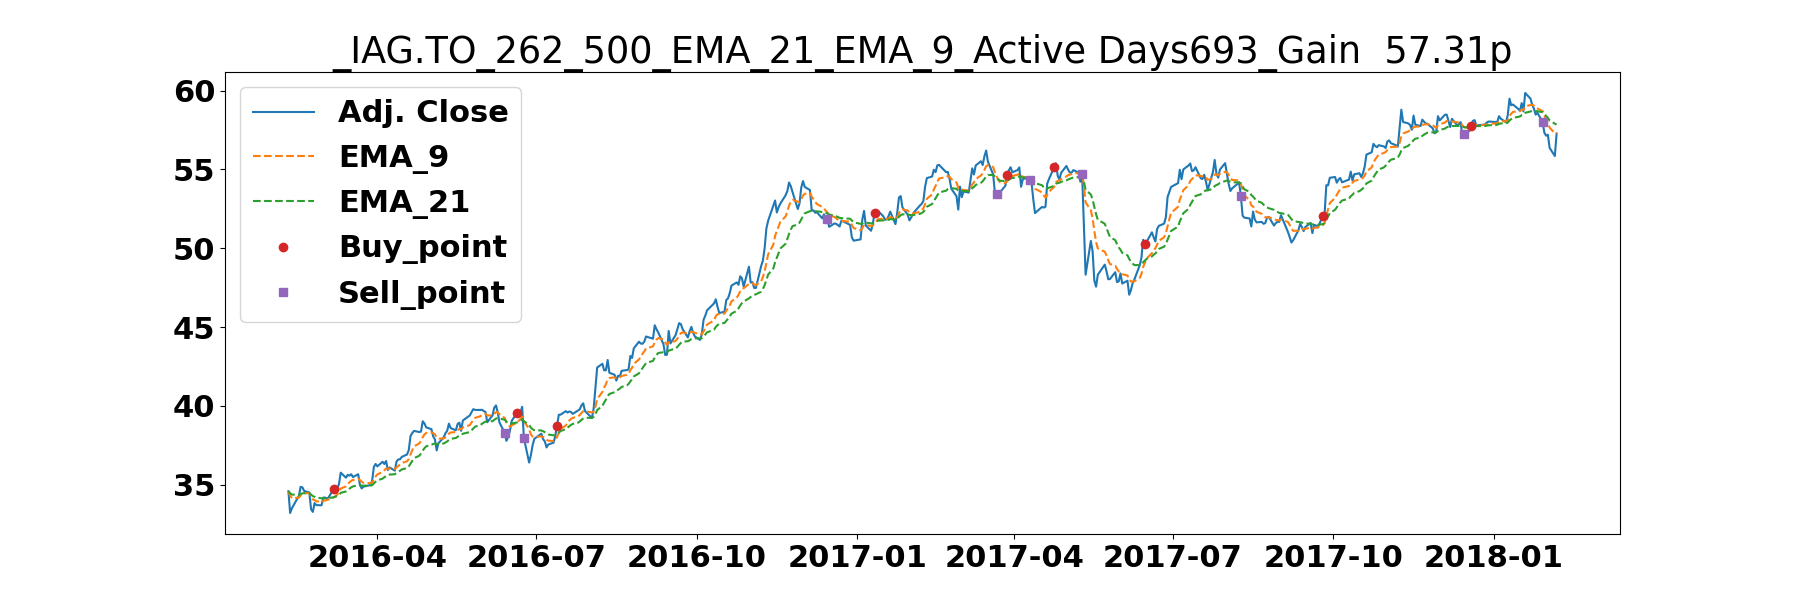 _IAG.TO_262_500_EMA_21_EMA_9_Active Days693_Gain  57.31p
60
55
50
45
40
35
Adj. Close
EMA_9
EMA_21
Buy_point
Sell_point
2016-04 2016-07 2016-10 2017-01 2017-04 2017-07 2017-10 2018-01